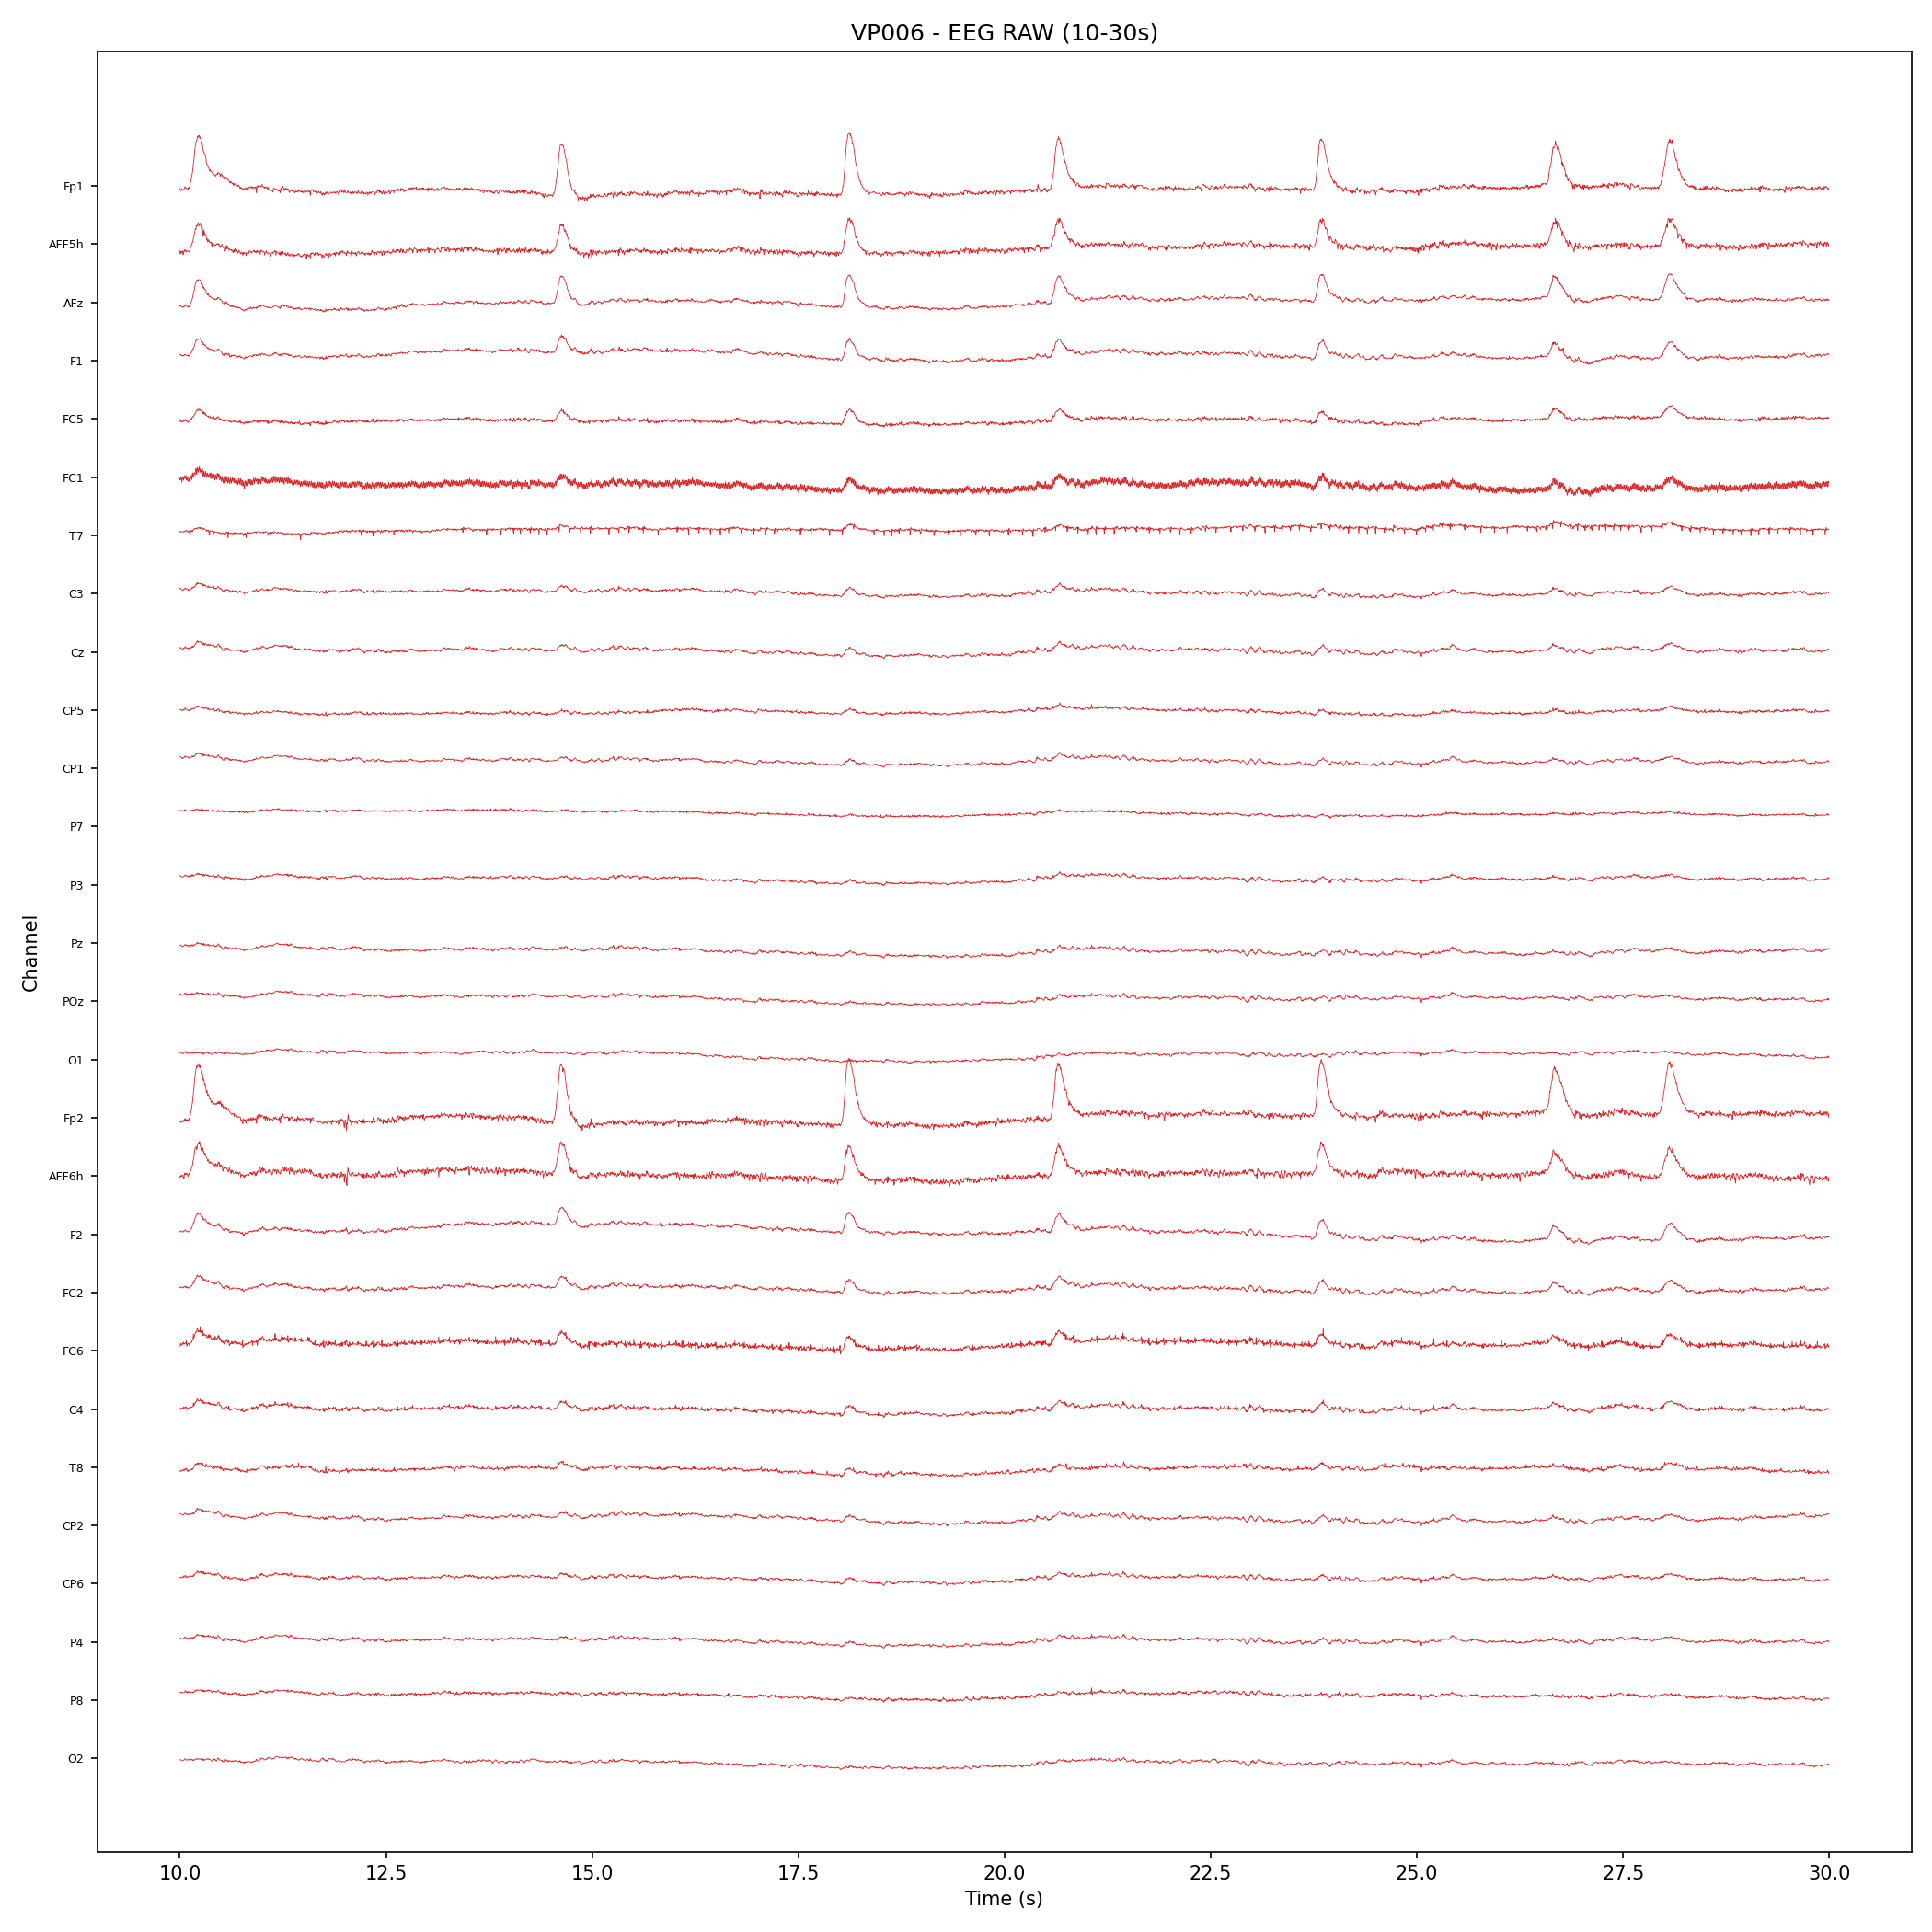 VP006 - EEG RAW (10-30s)
Fp1
AFF5h
AFz
F1
FC5
FC1
T7
C3
Cz
CP5
CP1
P7
P3
Pz
POz
O1
Fp2
AFF6h
F2
FC2
FC6
C4
T8
CP2
CP6
P4
P8
O2
Channel
10.0 12.5 15.0 17.5 20.0 22.5 25.0 27.5 30.0
Time (s)